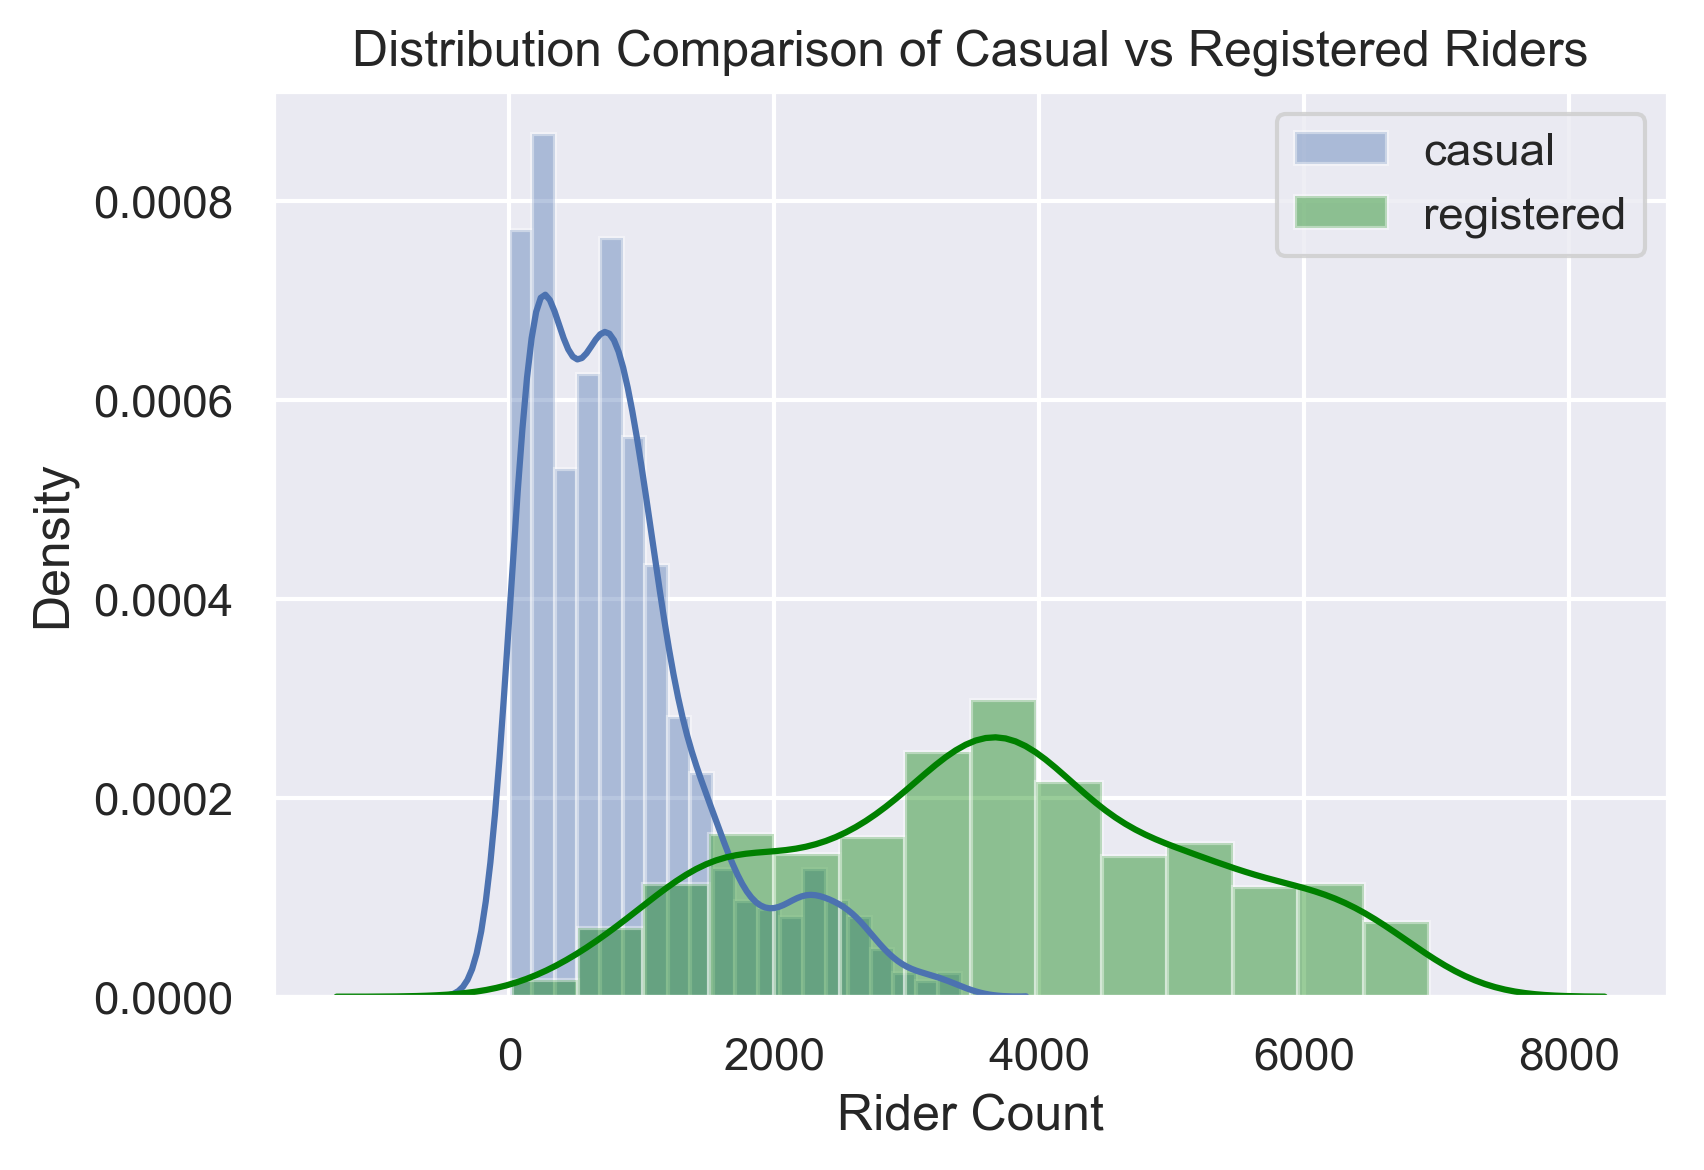 Distribution Comparison of Casual vs Registered Riders
casual
registered
Density
0.0008
0.0006
0.0004
0.0002
0.0000
0 2000 4000 6000 8000
Rider Count